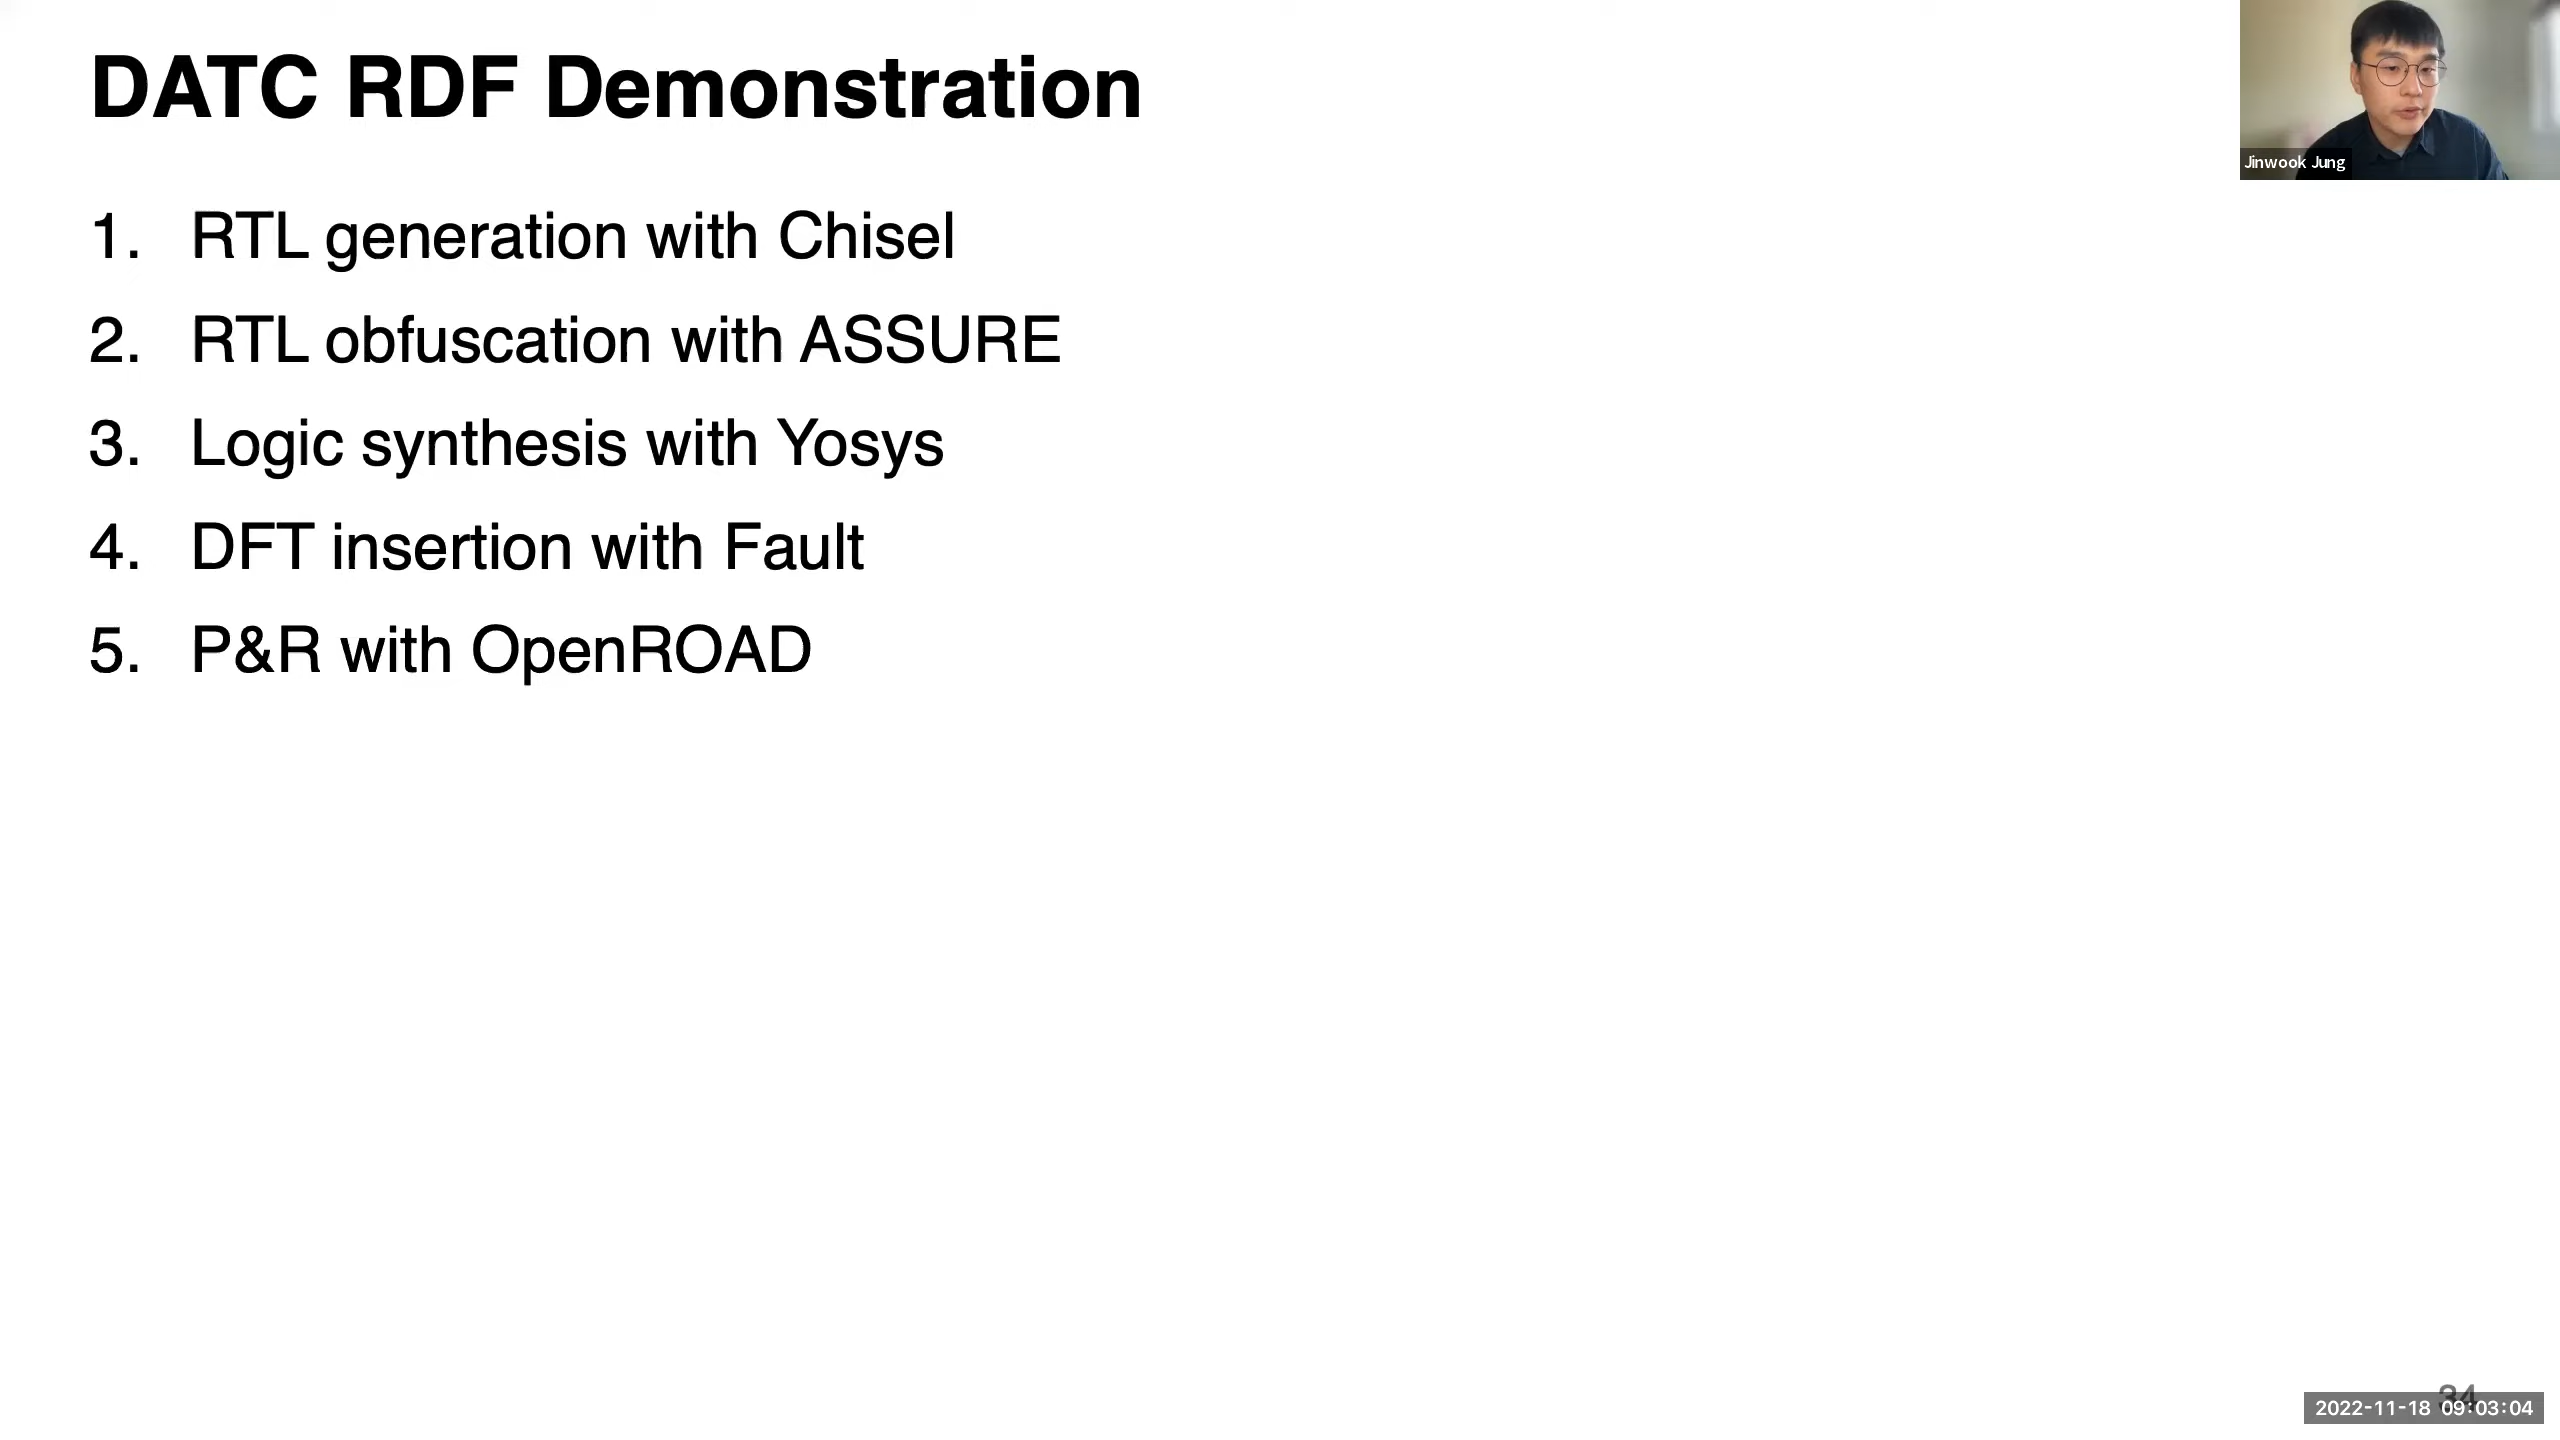 DATC RDF Demonstration
Jinwook Jung
1. RTL generation with Chisel
2. RTL obfuscation with ASSURE
3. Logic synthesis with Yosys
4. DFT insertion with Fault
5. P&R with OpenROAD
34
2022-11-18 09:03:04